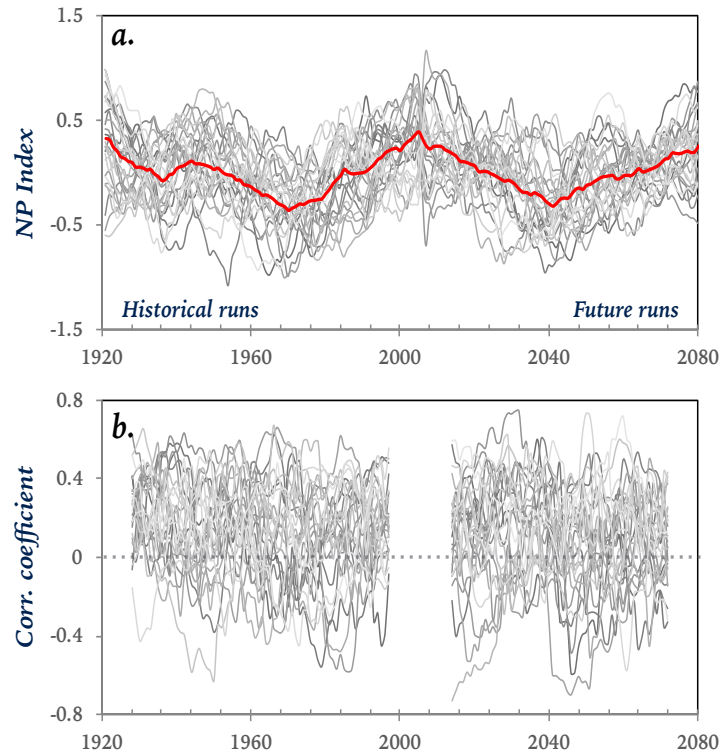 1.5
a.
0.5
NP Index
-0.5
Historical runs Future runs
-1.5
1920 1960 2000 2040 2080
0.8
b.
0.4
Corr. coefficient
0
-0.4
-0.8
1920 1960 2000 2040 2080